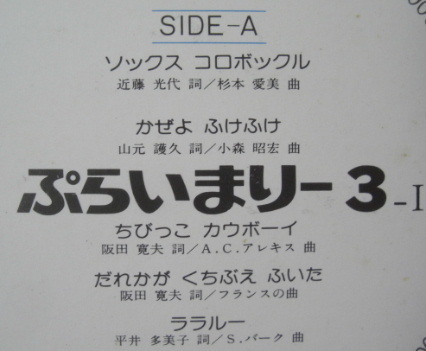 SIDE-A
ソックス コロボックル
近藤 光代 詞/杉本 愛美 曲
かぜよ ふけふけ
山元 護久 詞/小森 昭宏 曲
ぷらいまりー3-I
ちびっこ カウボーイ
阪田 寛夫 詞/A.C.アレキス 曲
だれかが くちぶえ ふいた
阪田 寛夫 詞/フランスの曲
ララルー
平井 多美子 詞/S.バーク 曲